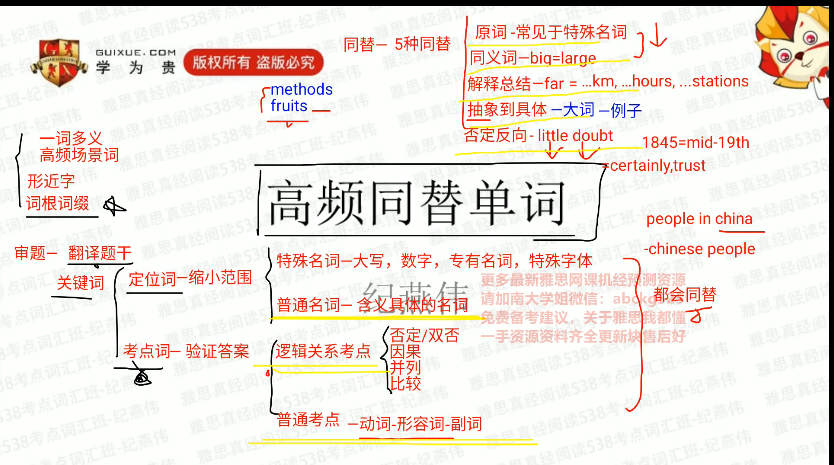 GUIXUE.COM
学为贵
版权所有 盗版必究
同替— 5种同替
原词 -常见于特殊名词
同义词—big=large
解释总结—far = ...km, ...hours, ...stations
抽象到具体 —大词 —例子
否定反向- little doubt
1845=mid-19th
=certainly,trust
methods
fruits
一词多义
高频场景词
形近字
词根词缀
高频同替单词
people in china
-chinese people
审题— 翻译题干
关键词
定位词—缩小范围
特殊名词—大写，数字，专有名词，特殊字体
普通名词— 含义具体的名词
纪燕伟
都会同替
更多最新雅思网课机经预测资源
请加南大学姐微信：
免费备考建议，关于雅思我都懂
一手资源资料齐全更新块售后好
考点词— 验证答案
逻辑关系考点
否定/双否
因果
并列
比较
普通考点 —动词-形容词-副词
雅思真经阅读538考点词汇班-纪燕伟